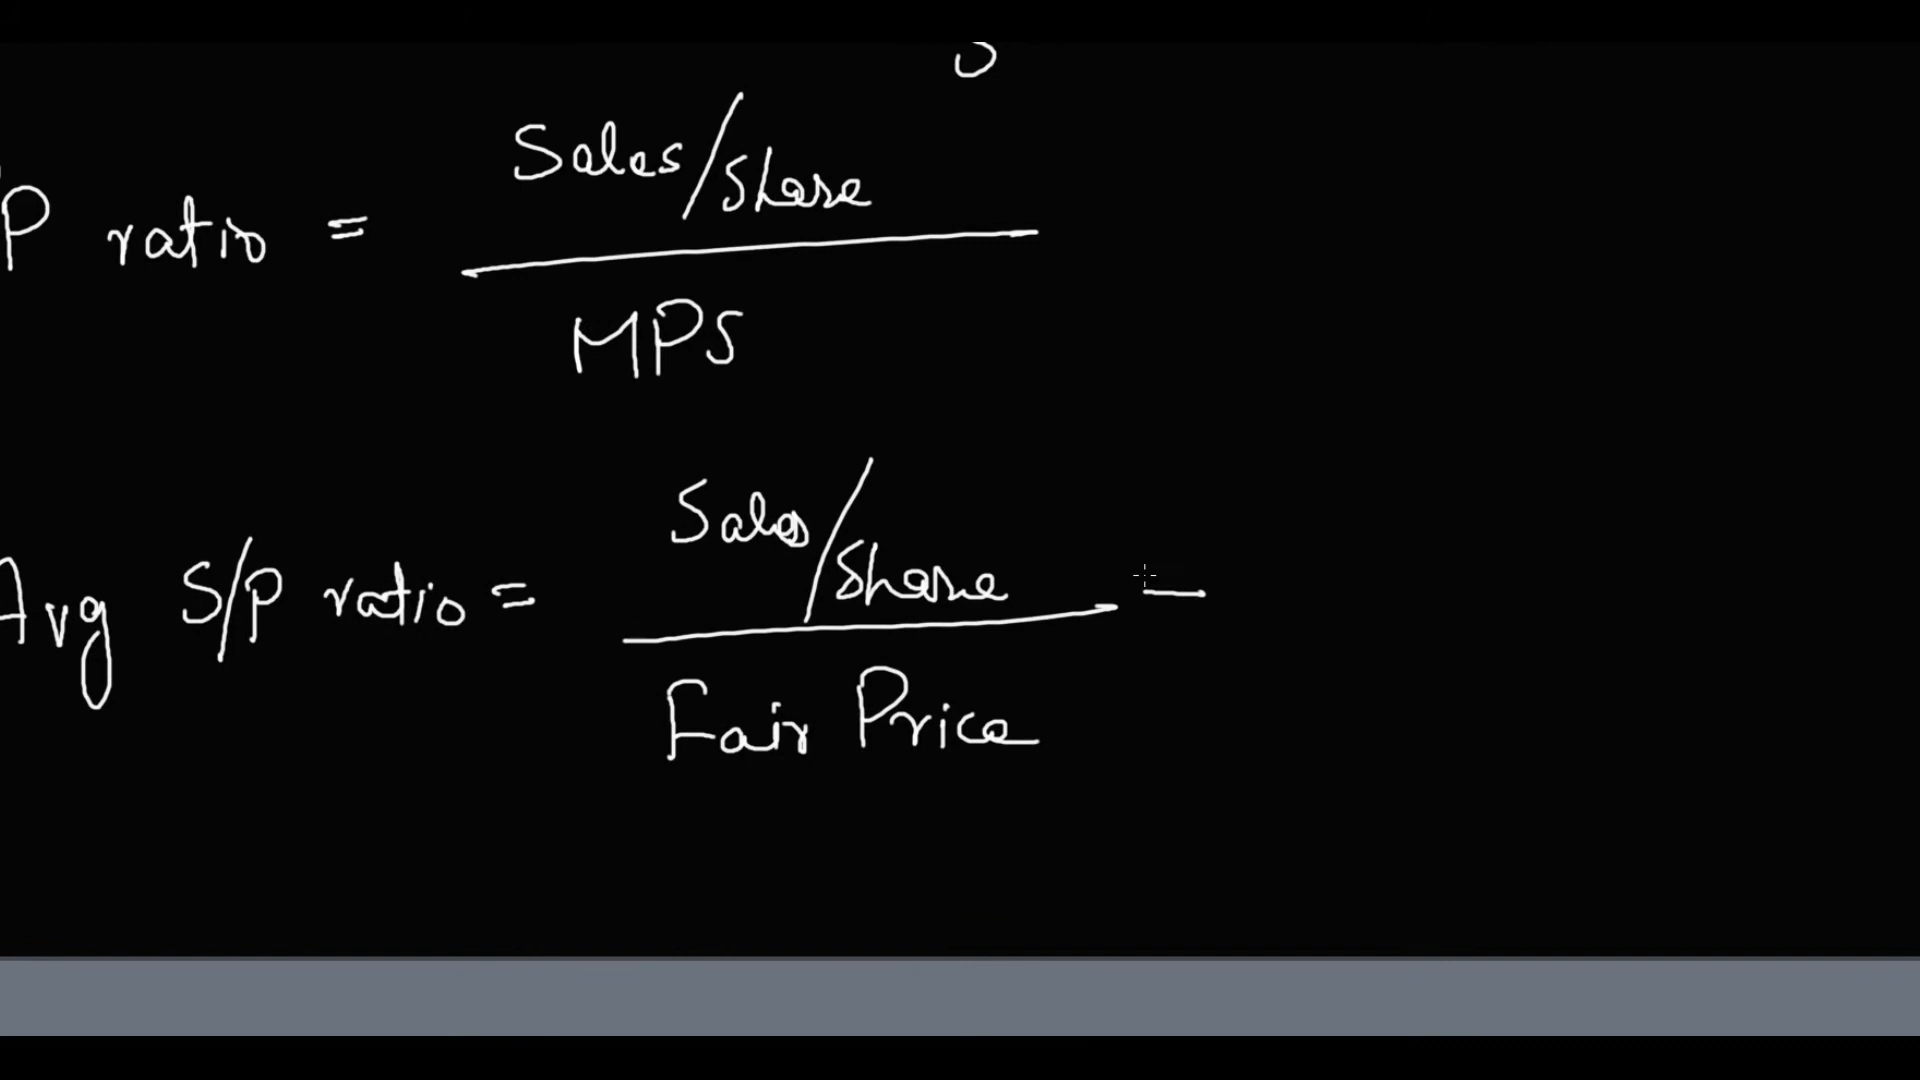 P ratio = Sales/Share
MPS
Avg S/P ratio = Sales/Share
Fair Price